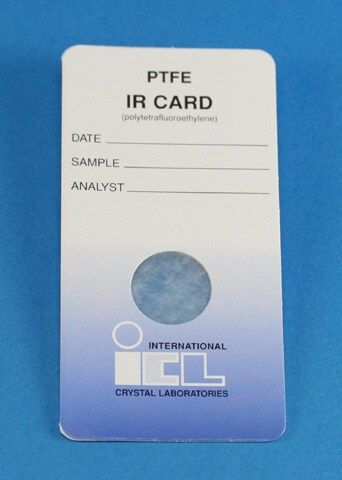 PTFE
IR CARD
(polytetrafluoroethylene)
DATE
SAMPLE
ANALYST
INTERNATIONAL
ICL
CRYSTAL LABORATORIES